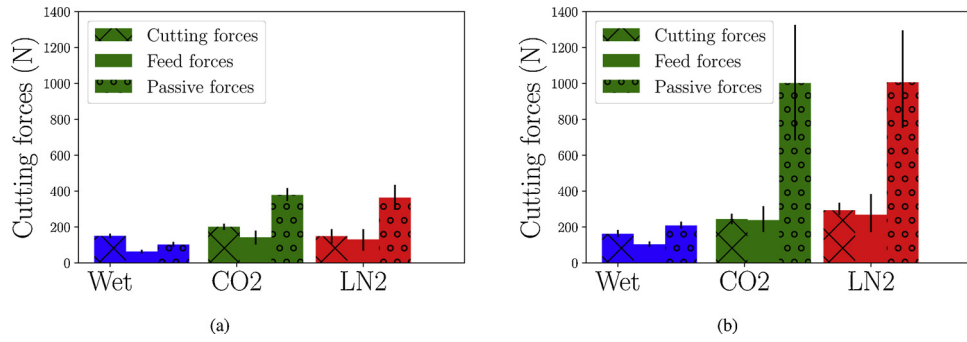 Cutting forces (N)
1400
1200
1000
800
600
400
200
0
Cutting forces
Feed forces
Passive forces
Wet CO2 LN2
(a)
Cutting forces (N)
1400
1200
1000
800
600
400
200
0
Cutting forces
Feed forces
Passive forces
Wet CO2 LN2
(b)